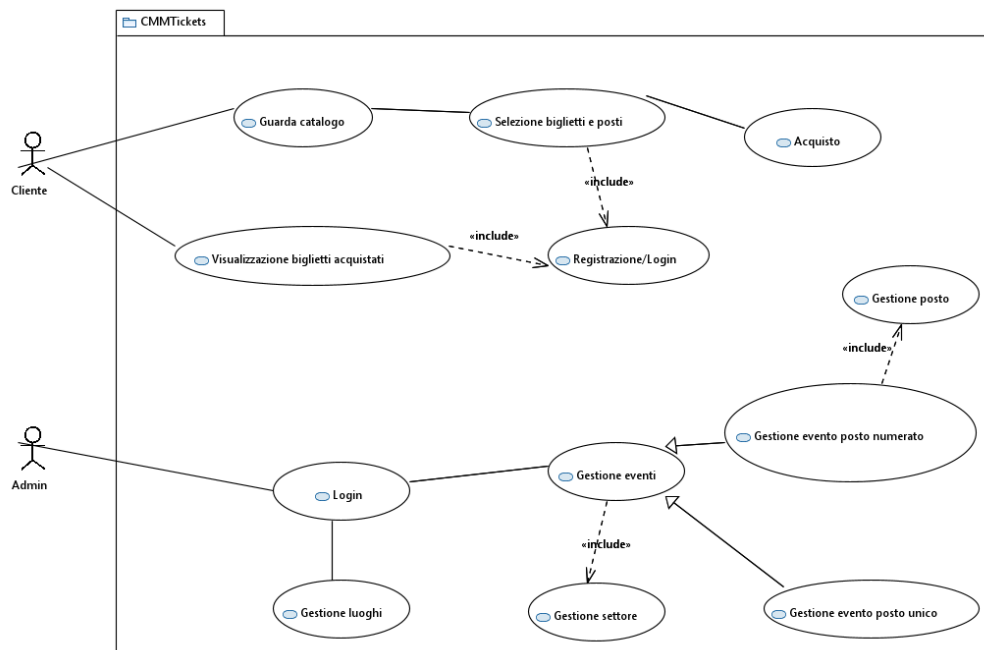 CMMTickets
Guarda catalogo
Selezione biglietti e posti
Acquisto
Cliente
«include»
«include»
Visualizzazione biglietti acquistati
Registrazione/Login
Gestione posto
«include»
Gestione evento posto numerato
Admin
Gestione eventi
Login
«include»
Gestione luoghi
Gestione settore
Gestione evento posto unico